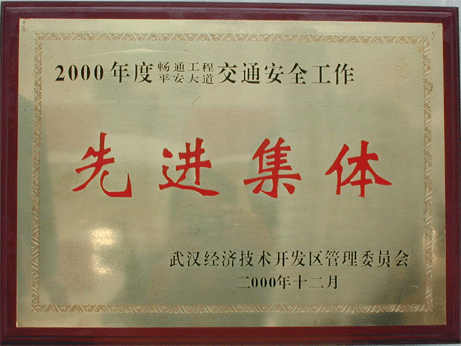 2000年度畅通工程平安大道交通安全工作
先进集体
武汉经济技术开发区管理委员会
二000年十二月